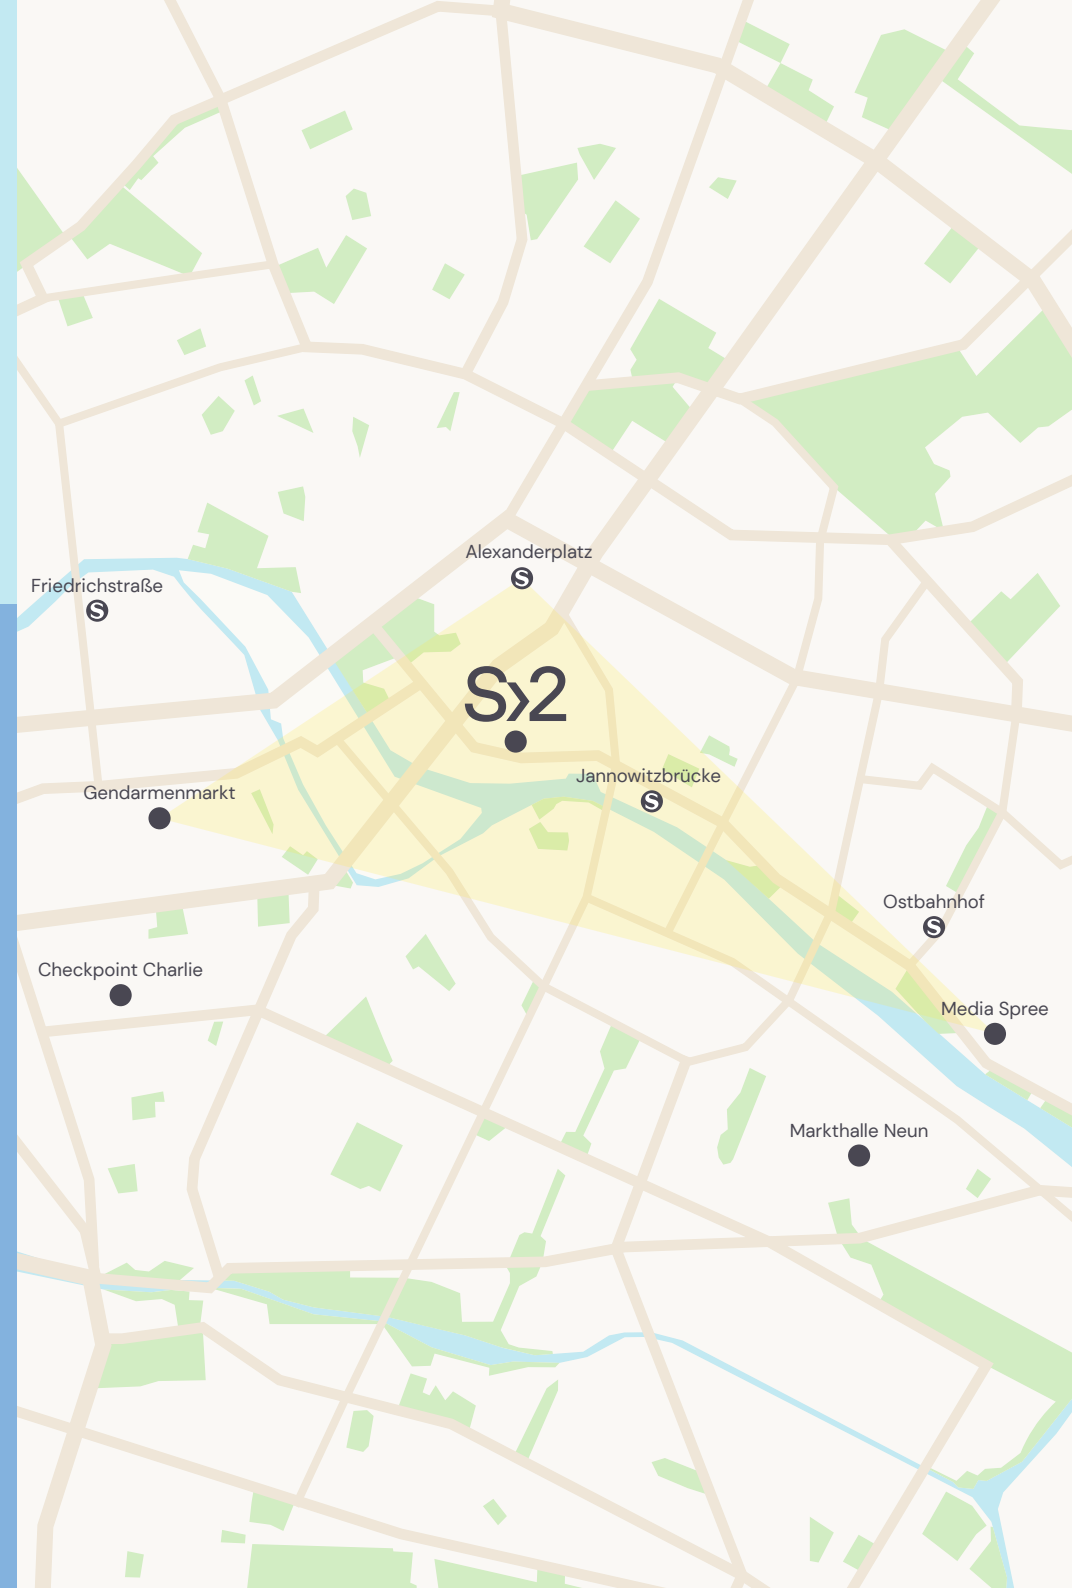 Alexanderplatz
S
Friedrichstraße
S
S›2
Jannowitzbrücke
S
Gendarmenmarkt
Ostbahnhof
S
Checkpoint Charlie
Media Spree
Markthalle Neun